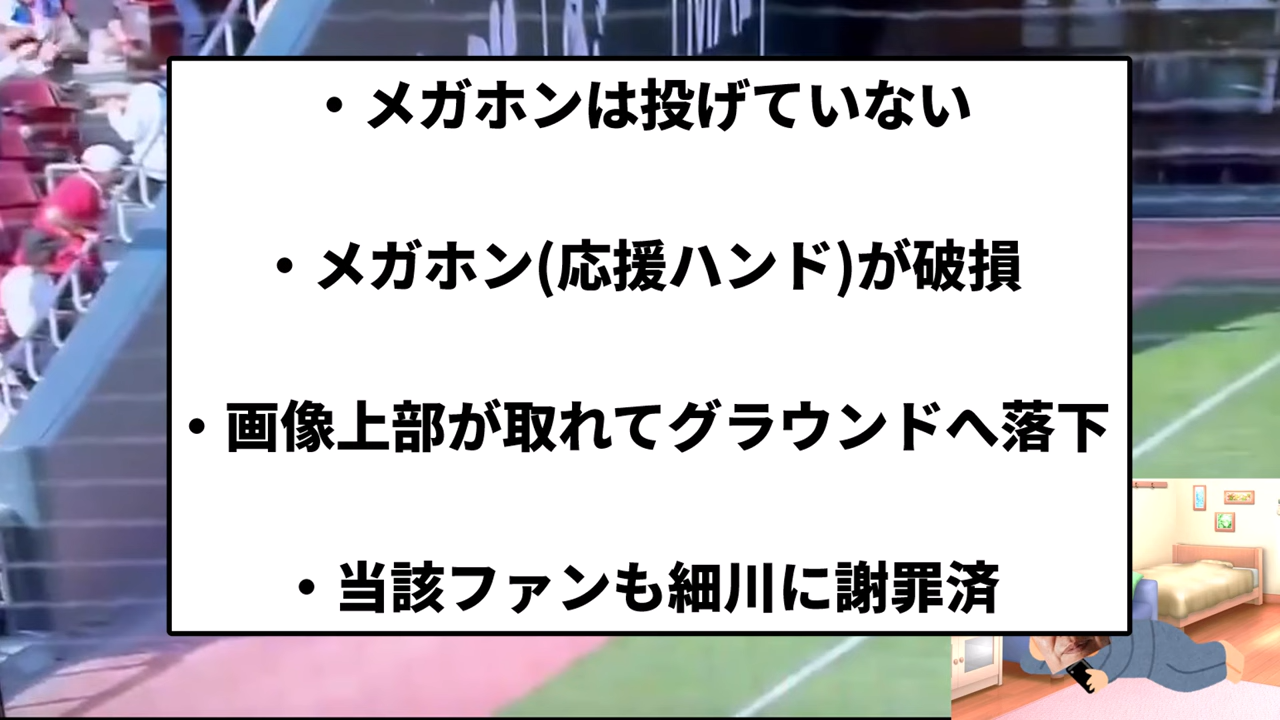 ・メガホンは投げていない
・メガホン(応援ハンド)が破損
・画像上部が取れてグラウンドへ落下
・当該ファンも細川に謝罪済